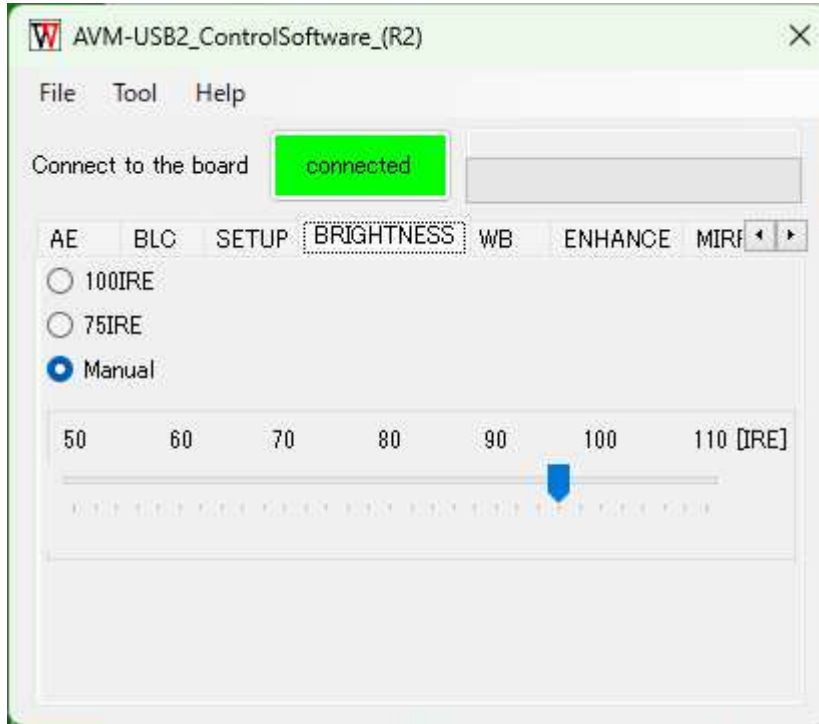 AVM-USB2_ControlSoftware_(R2)
File Tool Help
Connect to the board connected
AE BLC SETUP BRIGHTNESS WB ENHANCE MIRF
100IRE
75IRE
Manual
50 60 70 80 90 100 110 [IRE]